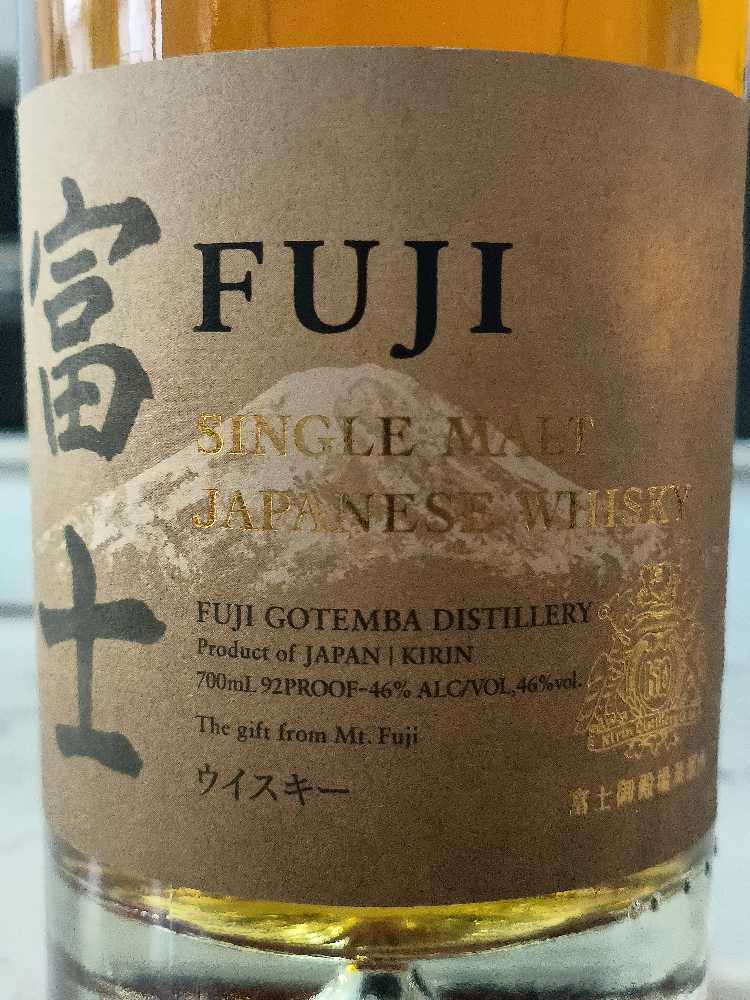 富士
FUJI
SINGLE MALT
JAPANESE WHISKY
FUJI GOTEMBA DISTILLERY
Product of JAPAN | KIRIN
700mL 92PROOF-46% ALC/VOL,46%vol.
The gift from Mt. Fuji
ウイスキー
Kirin Distillery
富士御殿場蒸溜所